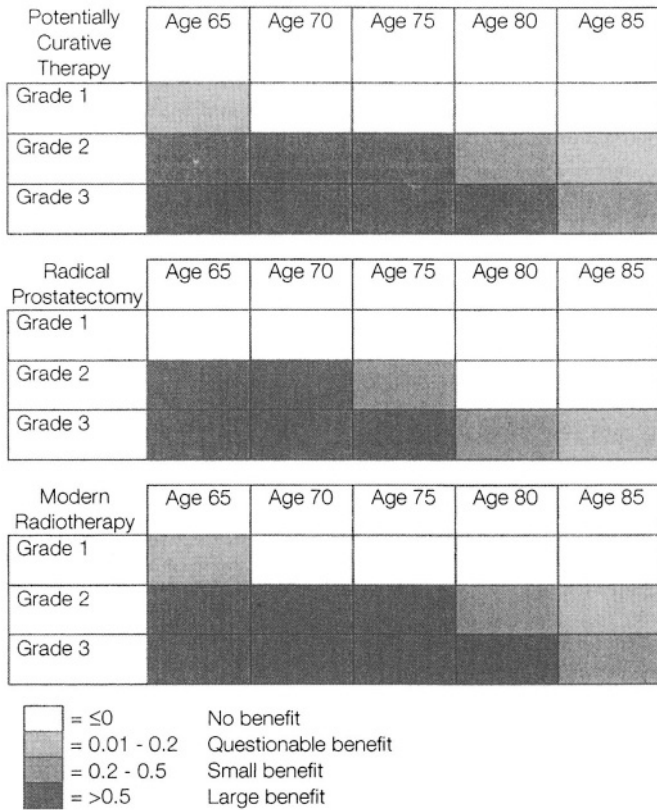 Potentially Curative Therapy Age 65 Age 70 Age 75 Age 80 Age 85
Grade 1
Grade 2
Grade 3
Radical Prostatectomy Age 65 Age 70 Age 75 Age 80 Age 85
Grade 1
Grade 2
Grade 3
Modern Radiotherapy Age 65 Age 70 Age 75 Age 80 Age 85
Grade 1
Grade 2
Grade 3
= ≤0 No benefit
= 0.01 - 0.2 Questionable benefit
= 0.2 - 0.5 Small benefit
= >0.5 Large benefit